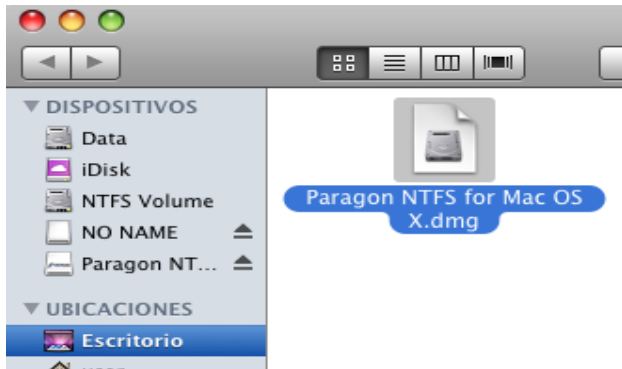 DISPOSITIVOS
Data
iDisk
NTFS Volume
NO NAME
Paragon NT...
UBICACIONES
Escritorio
Paragon NTFS for Mac OS
X.dmg